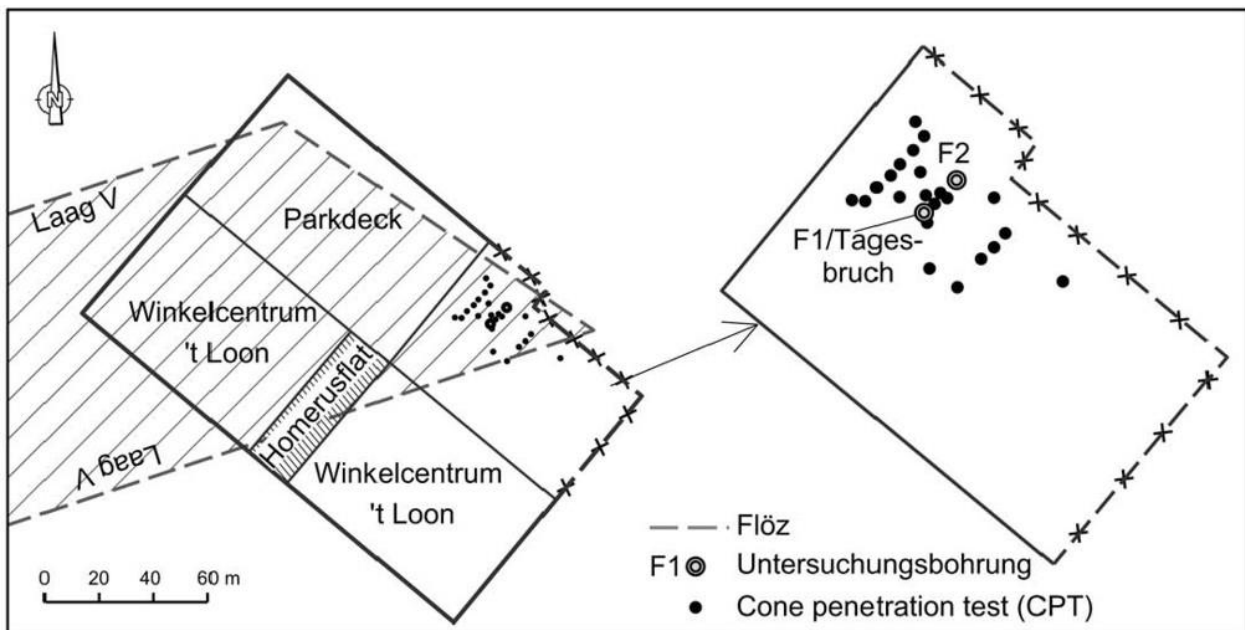 N
Laag V
Parkdeck
Winkelcentrum
't Loon
Homerusflat
Laag V
Winkelcentrum
't Loon
0 20 40 60 m
F2
F1/Tages-
bruch
Flöz
F1 Untersuchungsbohrung
Cone penetration test (CPT)